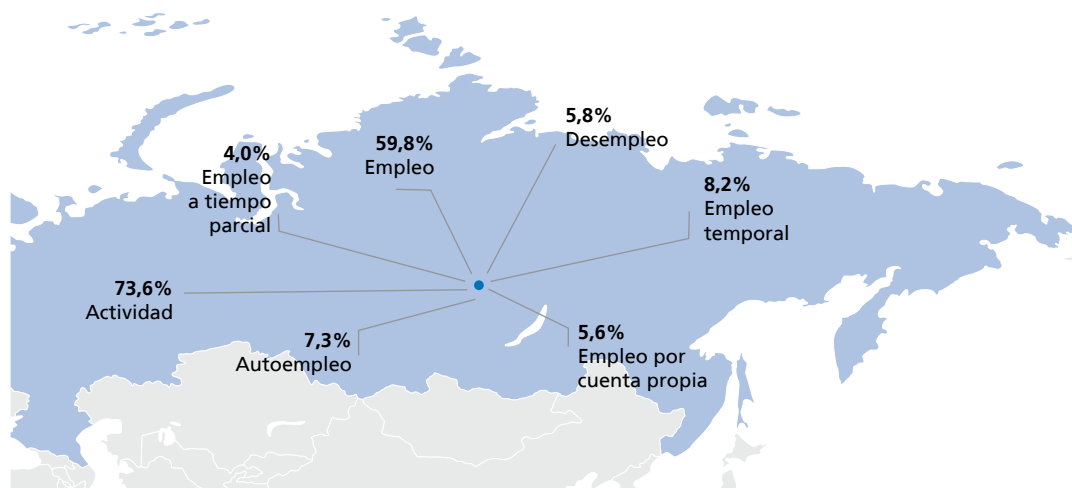 5,8%
Desempleo
59,8%
Empleo
4,0%
Empleo
a tiempo
parcial
8,2%
Empleo
temporal
73,6%
Actividad
7,3%
Autoempleo
5,6%
Empleo por
cuenta propia